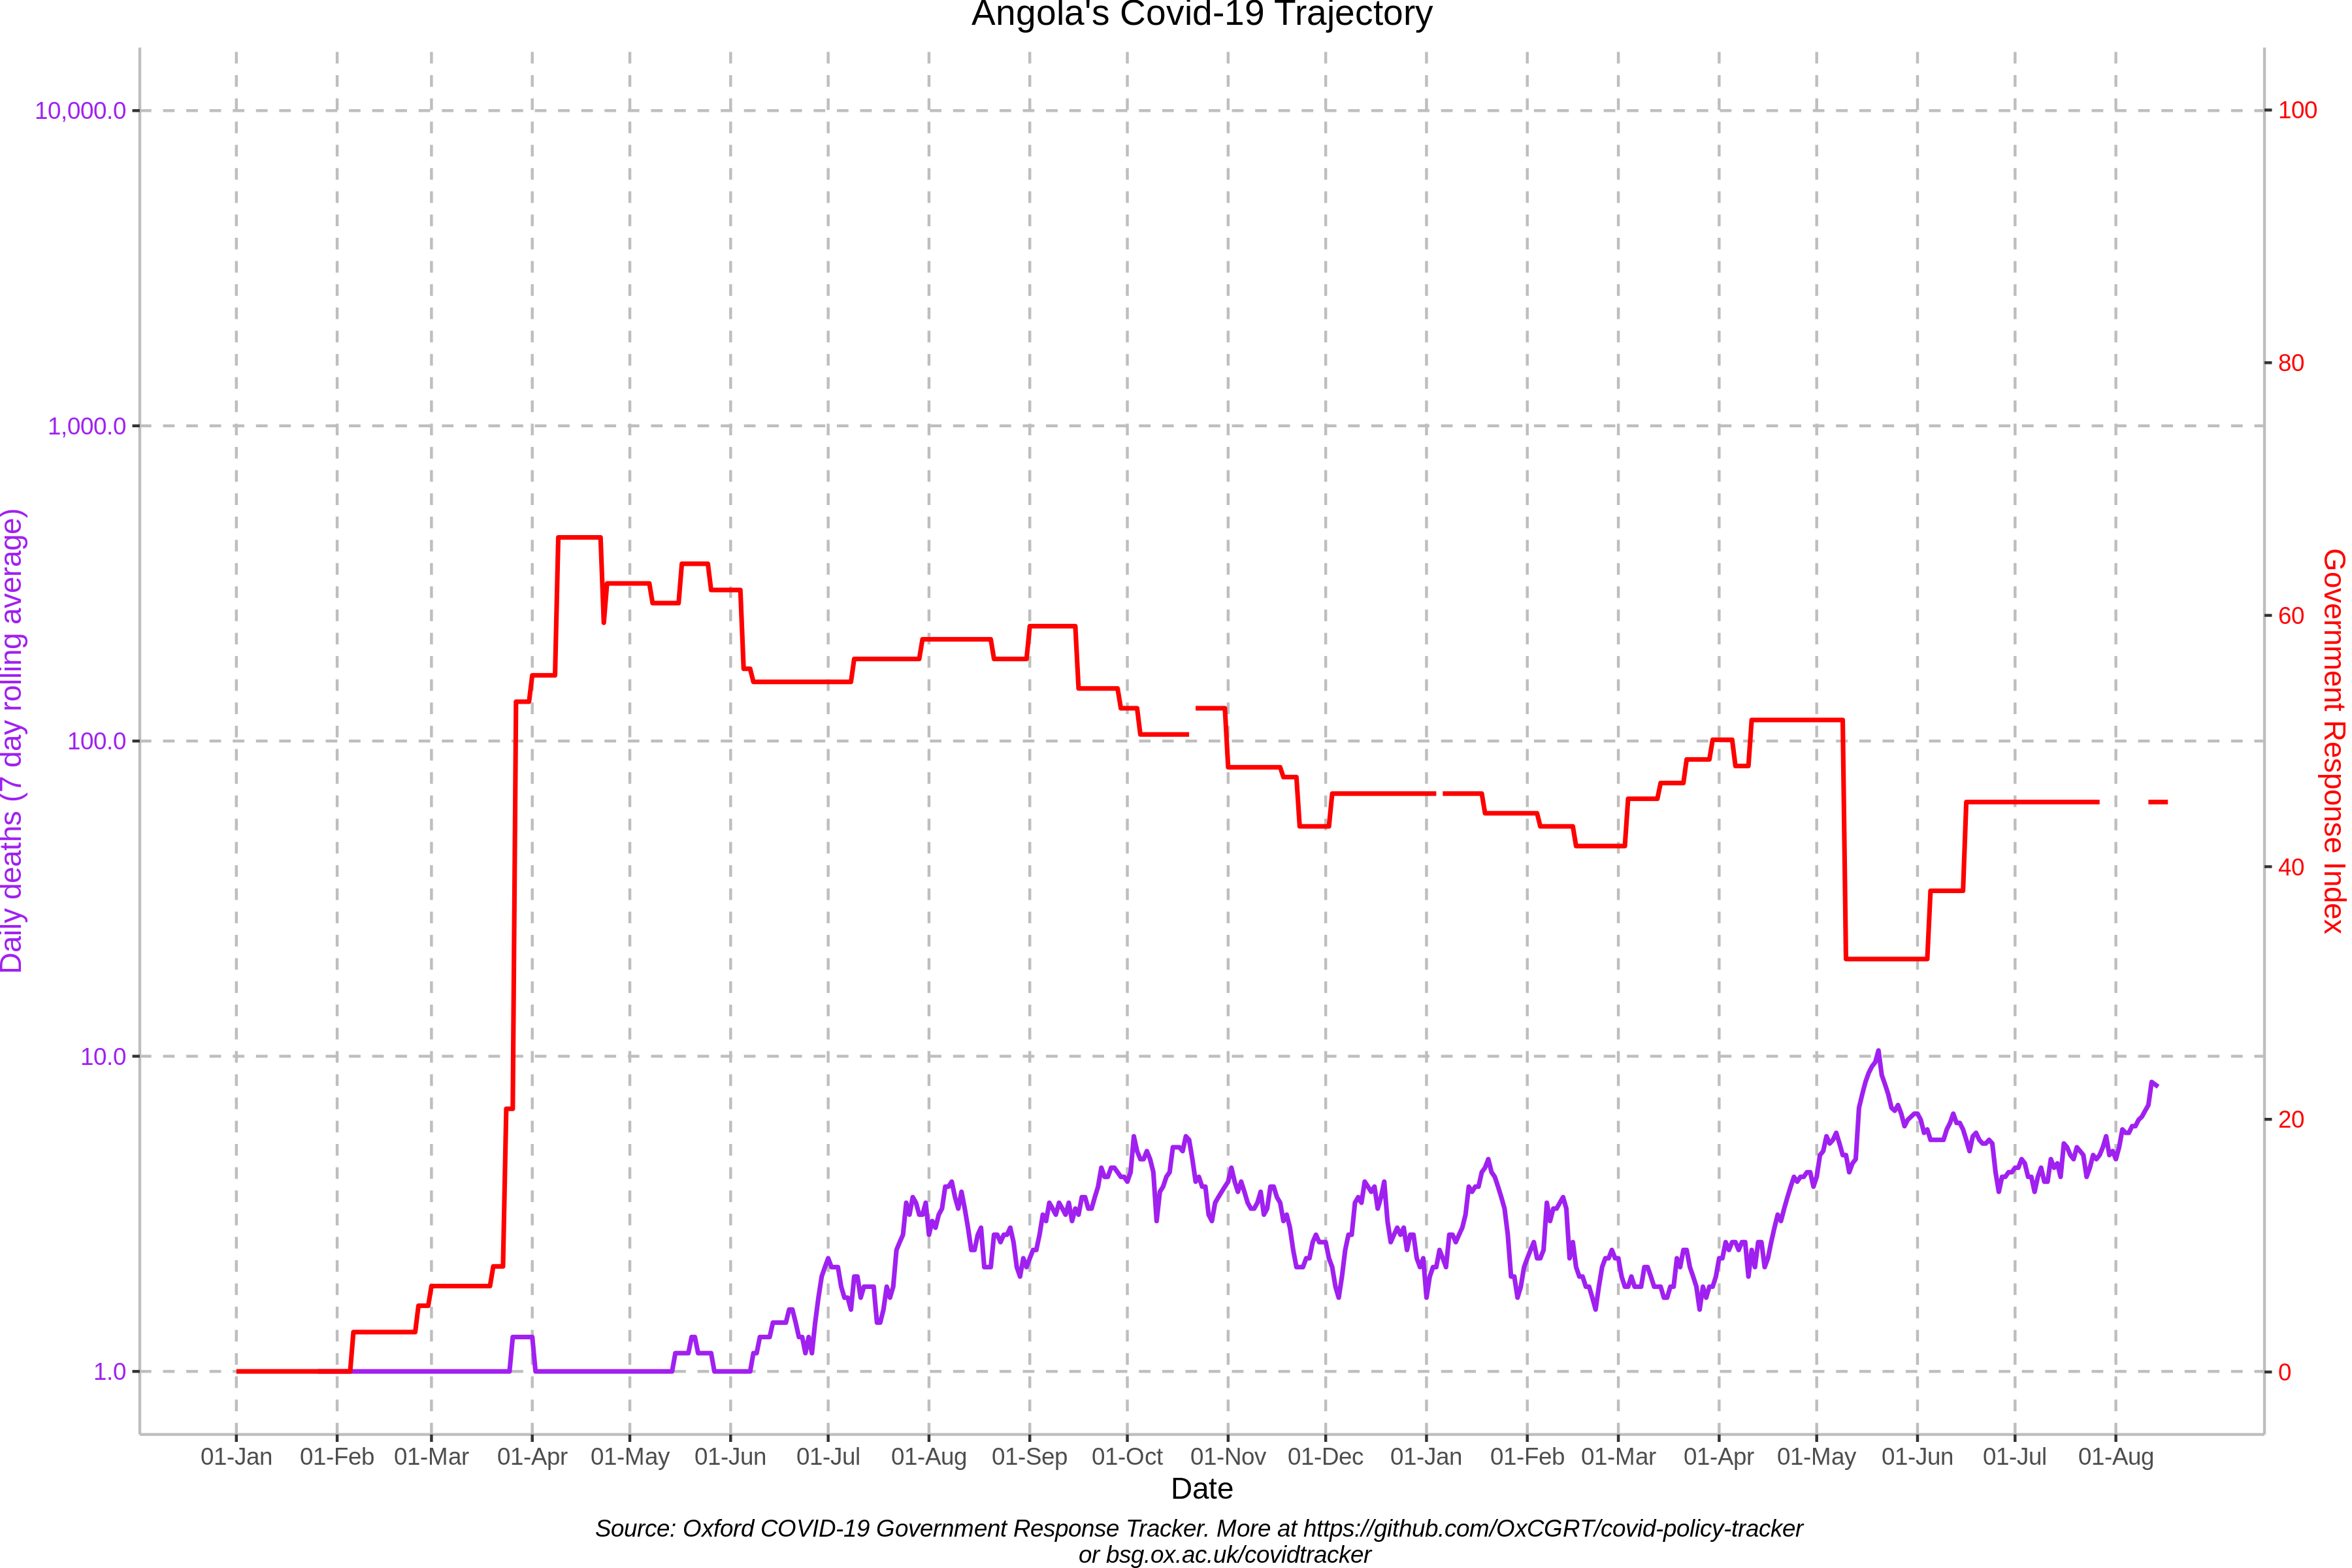 Angola's Covid-19 Trajectory
10,000.0
1,000.0
100.0
10.0
1.0
Daily deaths (7 day rolling average)
100
80
60
40
20
0
Government Response Index
01-Jan 01-Feb 01-Mar 01-Apr 01-May 01-Jun 01-Jul 01-Aug 01-Sep 01-Oct 01-Nov 01-Dec 01-Jan 01-Feb 01-Mar 01-Apr 01-May 01-Jun 01-Jul 01-Aug
Date
Source: Oxford COVID-19 Government Response Tracker. More at https://github.com/OxCGRT/covid-policy-tracker
or bsg.ox.ac.uk/covidtracker